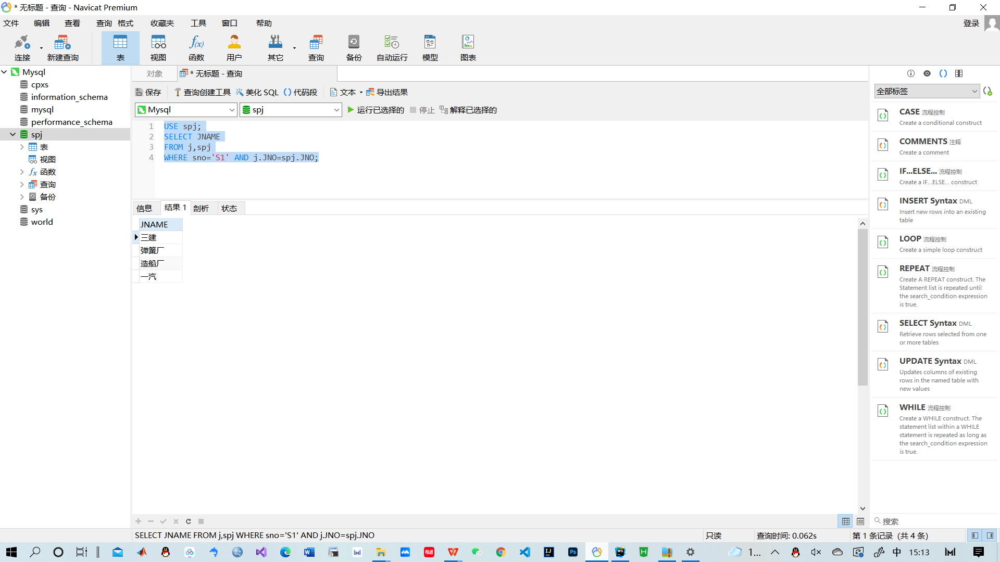 * 无标题 - 查询 - Navicat Premium
文件 编辑 查看 查询 格式 收藏夹 工具 窗口 帮助 登录
连接 新建查询 表 视图 函数 用户 其它 查询 备份 自动运行 模型 图表
Mysql
cpxs
information_schema
mysql
performance_schema
spj
表
视图
函数
查询
备份
sys
world
对象 * 无标题 - 查询
保存 查询创建工具 美化 SQL 代码段 文本 导出结果
Mysql spj 运行已选择的 停止 解释已选择的
1 USE spj;
2 SELECT JNAME
3 FROM j,spj
4 WHERE sno='S1' AND j.JNO=spj.JNO;
信息 结果 1 剖析 状态
JNAME
三建
弹簧厂
造船厂
一汽
全部标签
CASE 流程控制
Create a conditional construct
COMMENTS 注释
Create a comment
IF...ELSE... 流程控制
Create a IF...ELSE... construct
INSERT Syntax DML
Insert new rows into an existing
table
LOOP 流程控制
Create a simple loop construct
REPEAT 流程控制
Create A REPEAT construct. The
Statement list is repeated until
the search_condition expression
is true.
SELECT Syntax DML
Retrieve rows selected from one
or more tables
UPDATE Syntax DML
Updates columns of existing
rows in the named table with
new values
WHILE 流程控制
Create a WHILE construct. The
statement list within a WHILE
statement is repeated as long as
the search_condition expression
is true.
搜索
SELECT JNAME FROM j,spj WHERE sno='S1' AND j.JNO=spj.JNO 只读 查询时间: 0.062s 第 1 条记录 (共 4 条)
1... 中 15:13